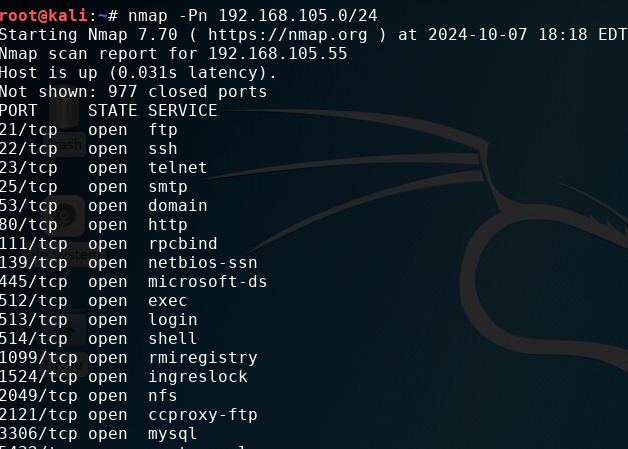 root@kali:~# nmap -Pn 192.168.105.0/24
Starting Nmap 7.70 ( https://nmap.org ) at 2024-10-07 18:18 EDT
Nmap scan report for 192.168.105.55
Host is up (0.031s latency).
Not shown: 977 closed ports
PORT     STATE SERVICE
21/tcp   open  ftp
22/tcp   open  ssh
23/tcp   open  telnet
25/tcp   open  smtp
53/tcp   open  domain
80/tcp   open  http
111/tcp  open  rpcbind
139/tcp  open  netbios-ssn
445/tcp  open  microsoft-ds
512/tcp  open  exec
513/tcp  open  login
514/tcp  open  shell
1099/tcp open  rmiregistry
1524/tcp open  ingreslock
2049/tcp open  nfs
2121/tcp open  ccproxy-ftp
3306/tcp open  mysql